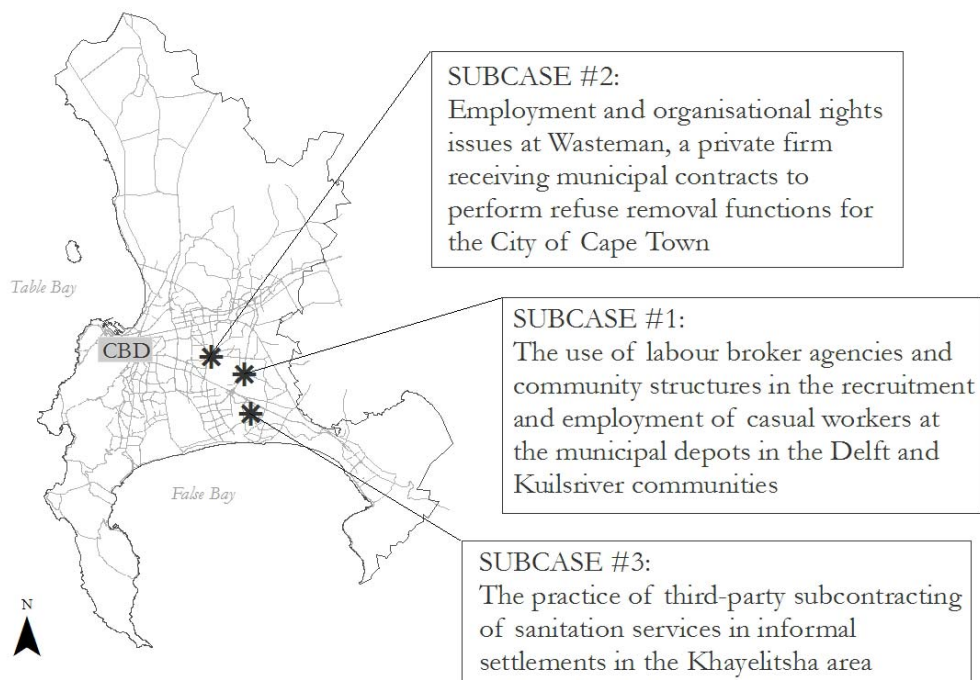 SUBCASE #2:
Employment and organisational rights
issues at Wasteman, a private firm
receiving municipal contracts to
perform refuse removal functions for
the City of Cape Town
Table Bay
CBD
SUBCASE #1:
The use of labour broker agencies and
community structures in the recruitment
and employment of casual workers at
the municipal depots in the Delft and
Kuilsriver communities
False Bay
SUBCASE #3:
The practice of third-party subcontracting
of sanitation services in informal
settlements in the Khayelitsha area
N